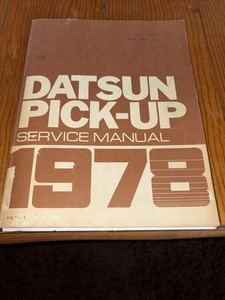 DATSUN
PICK-UP
SERVICE MANUAL
1978